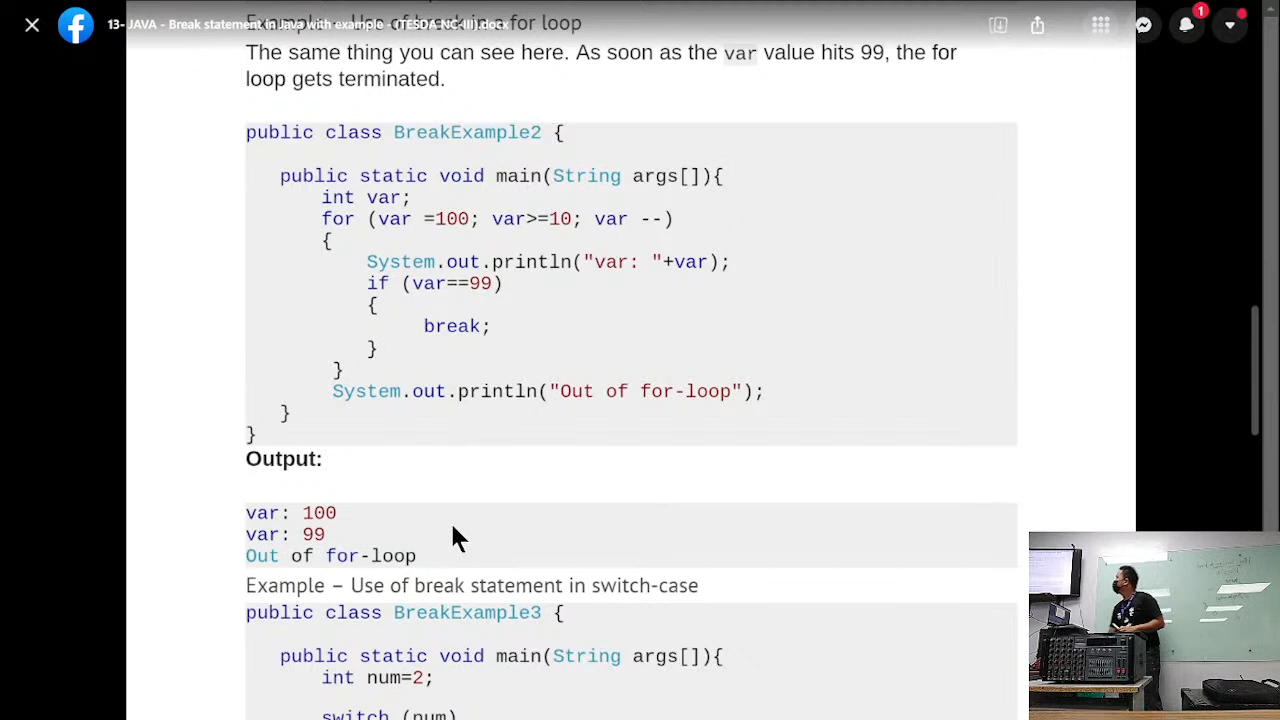 13- JAVA - Break statement in Java with example - (TESDA NC-III).docx
1
The same thing you can see here. As soon as the var value hits 99, the for
loop gets terminated.
public class BreakExample2 {
public static void main(String args[]){
int var;
for (var =100; var>=10; var --)
{
System.out.println("var: "+var);
if (var==99)
{
break;
}
}
System.out.println("Out of for-loop");
}
}
Output:
var: 100
var: 99
Out of for-loop
Example – Use of break statement in switch-case
public class BreakExample3 {
public static void main(String args[]){
int num=2;
switch (num)